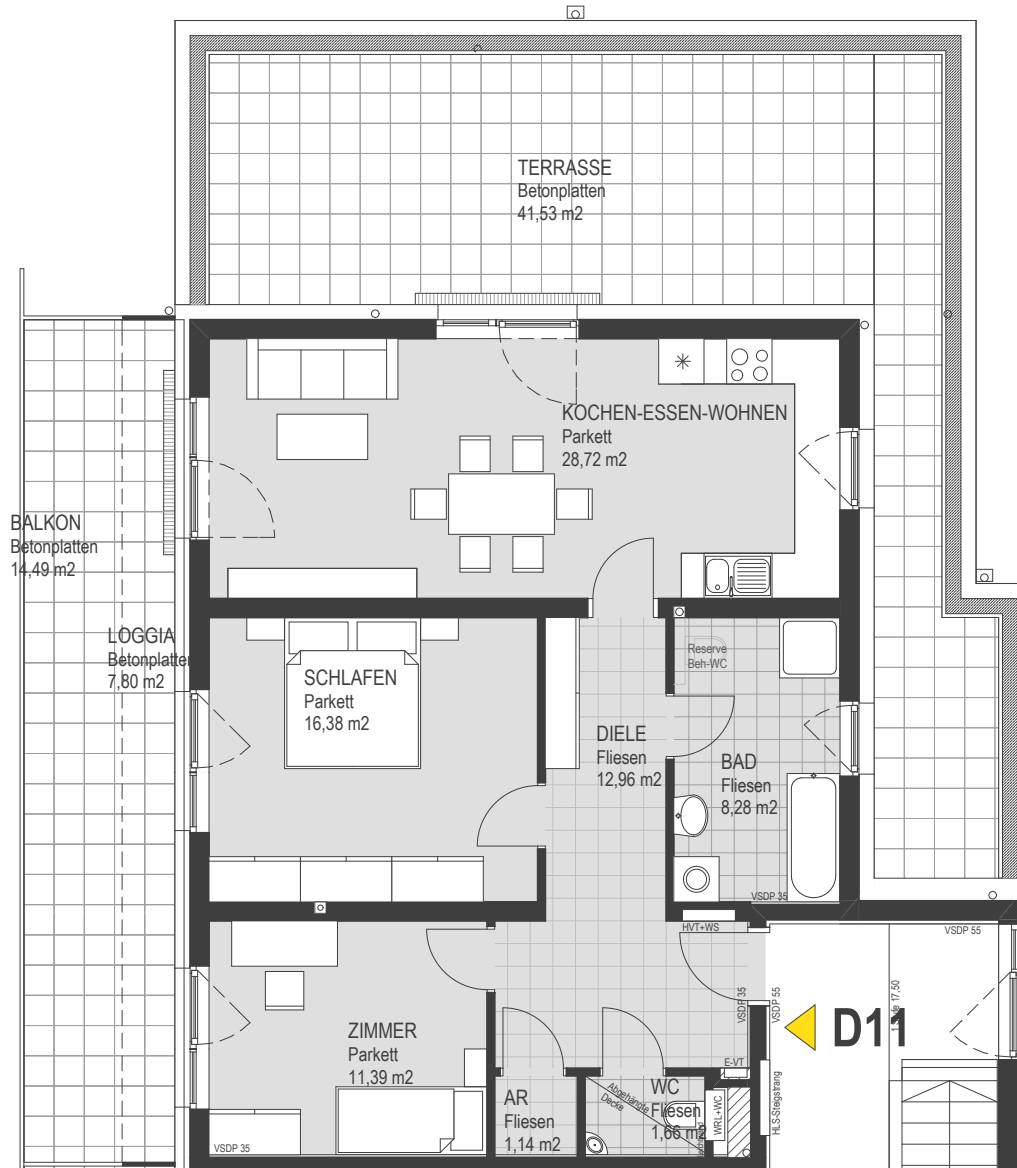 TERRASSE
Betonplatten
41,53 m2
KOCHEN-ESSEN-WOHNEN
Parkett
28,72 m2
BALKON
Betonplatten
14,49 m2
LOGGIA
Betonplatten
7,80 m2
SCHLAFEN
Parkett
16,38 m2
Reserve
Beh-WC
DIELE
Fliesen
12,96 m2
BAD
Fliesen
8,28 m2
VSDP 35
HVT+WS
VSDP 55
VSDP 35
VSDP 55
D11
17,50
ZIMMER
Parkett
11,39 m2
VSDP 35
AR
Fliesen
1,14 m2
Abgehängte
Decke
WC
Fliesen
1,66 m2
E-VT
WRL+WC
HLS-Steigstrang